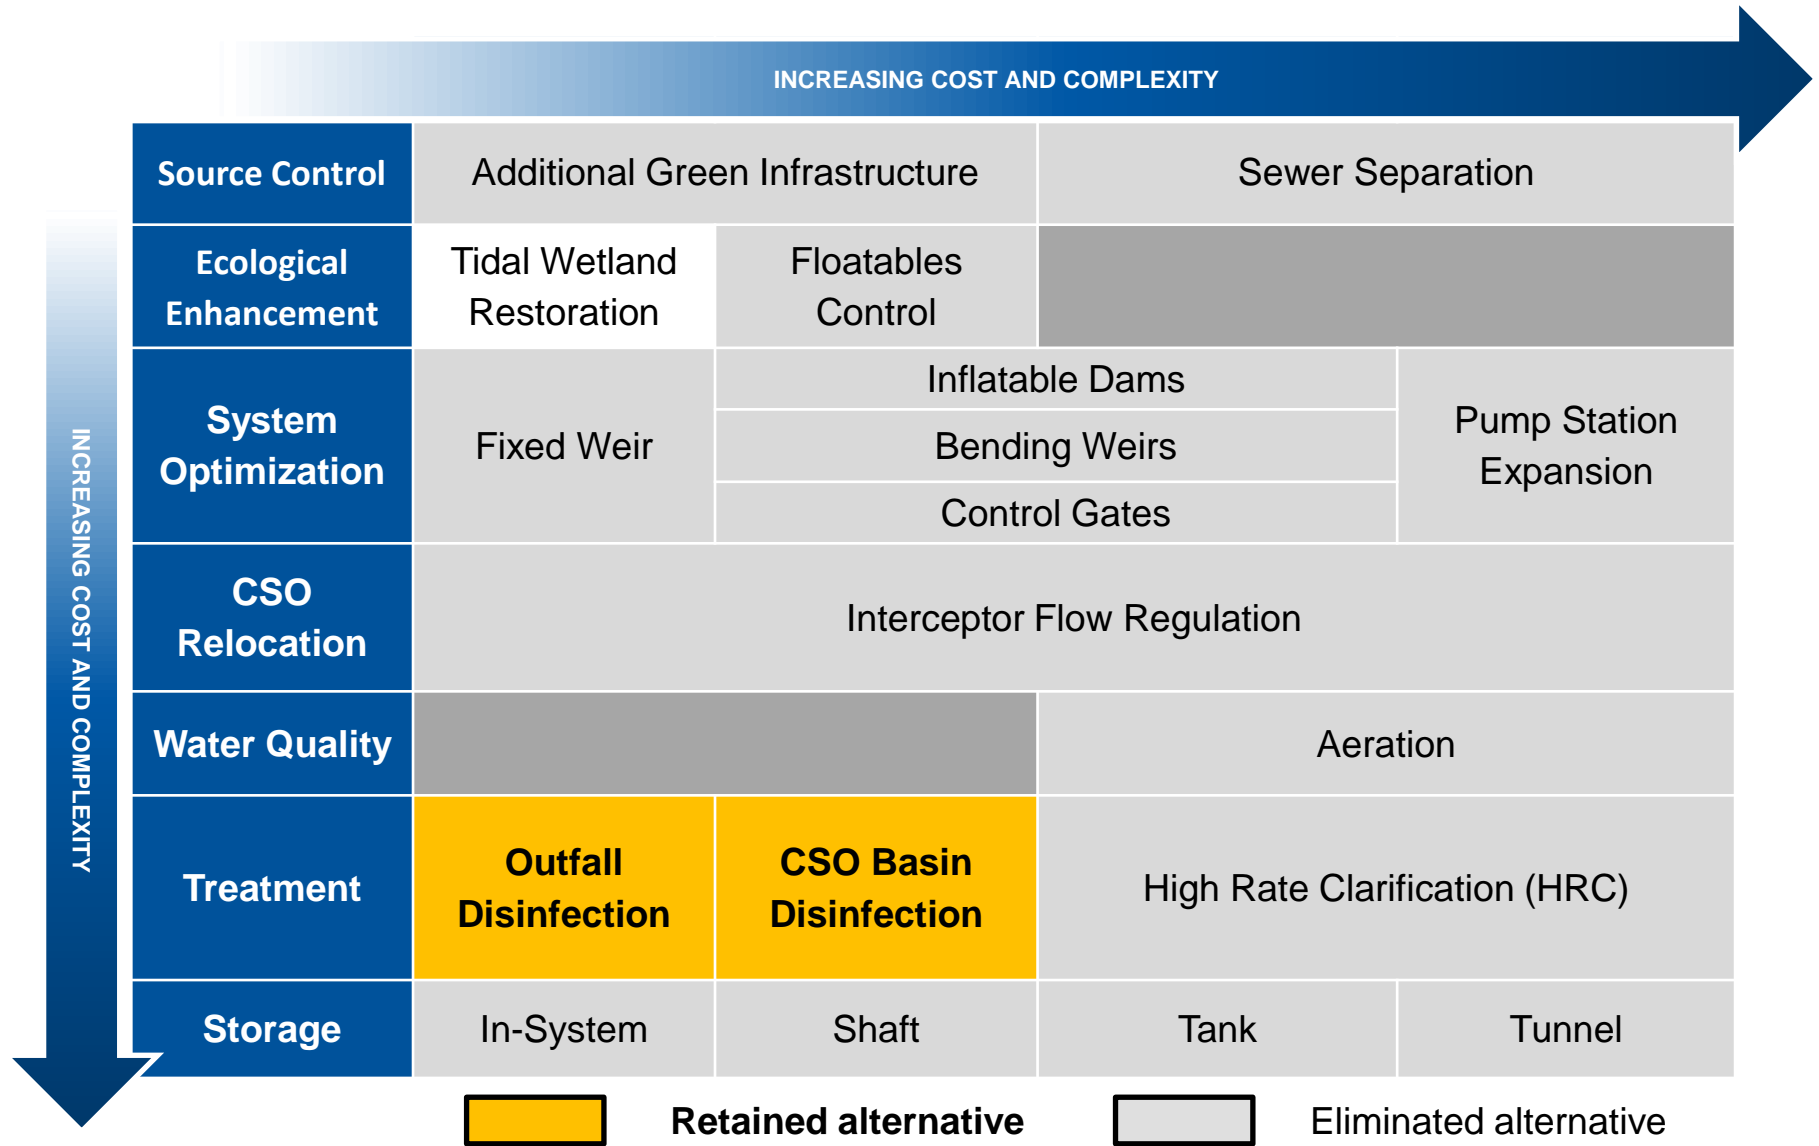 INCREASING COST AND COMPLEXITY
Source Control
Additional Green Infrastructure
Sewer Separation
Ecological
Enhancement
Tidal Wetland
Restoration
Floatables
Control
System
Optimization
Fixed Weir
Inflatable Dams
Bending Weirs
Control Gates
Pump Station
Expansion
CSO
Relocation
Interceptor Flow Regulation
Water Quality
Aeration
Treatment
Outfall
Disinfection
CSO Basin
Disinfection
High Rate Clarification (HRC)
Storage
In-System
Shaft
Tank
Tunnel
INCREASING COST AND COMPLEXITY
Retained alternative
Eliminated alternative